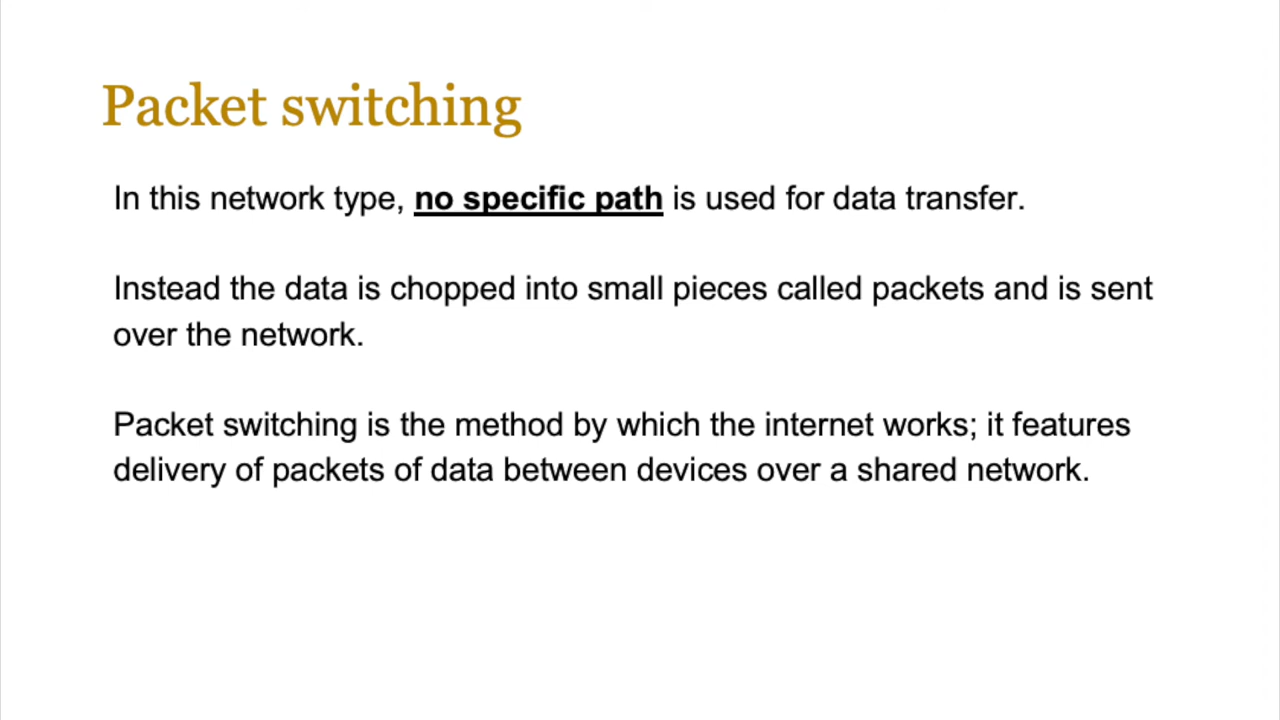 Packet switching
In this network type, no specific path is used for data transfer.
Instead the data is chopped into small pieces called packets and is sent
over the network.
Packet switching is the method by which the internet works; it features
delivery of packets of data between devices over a shared network.